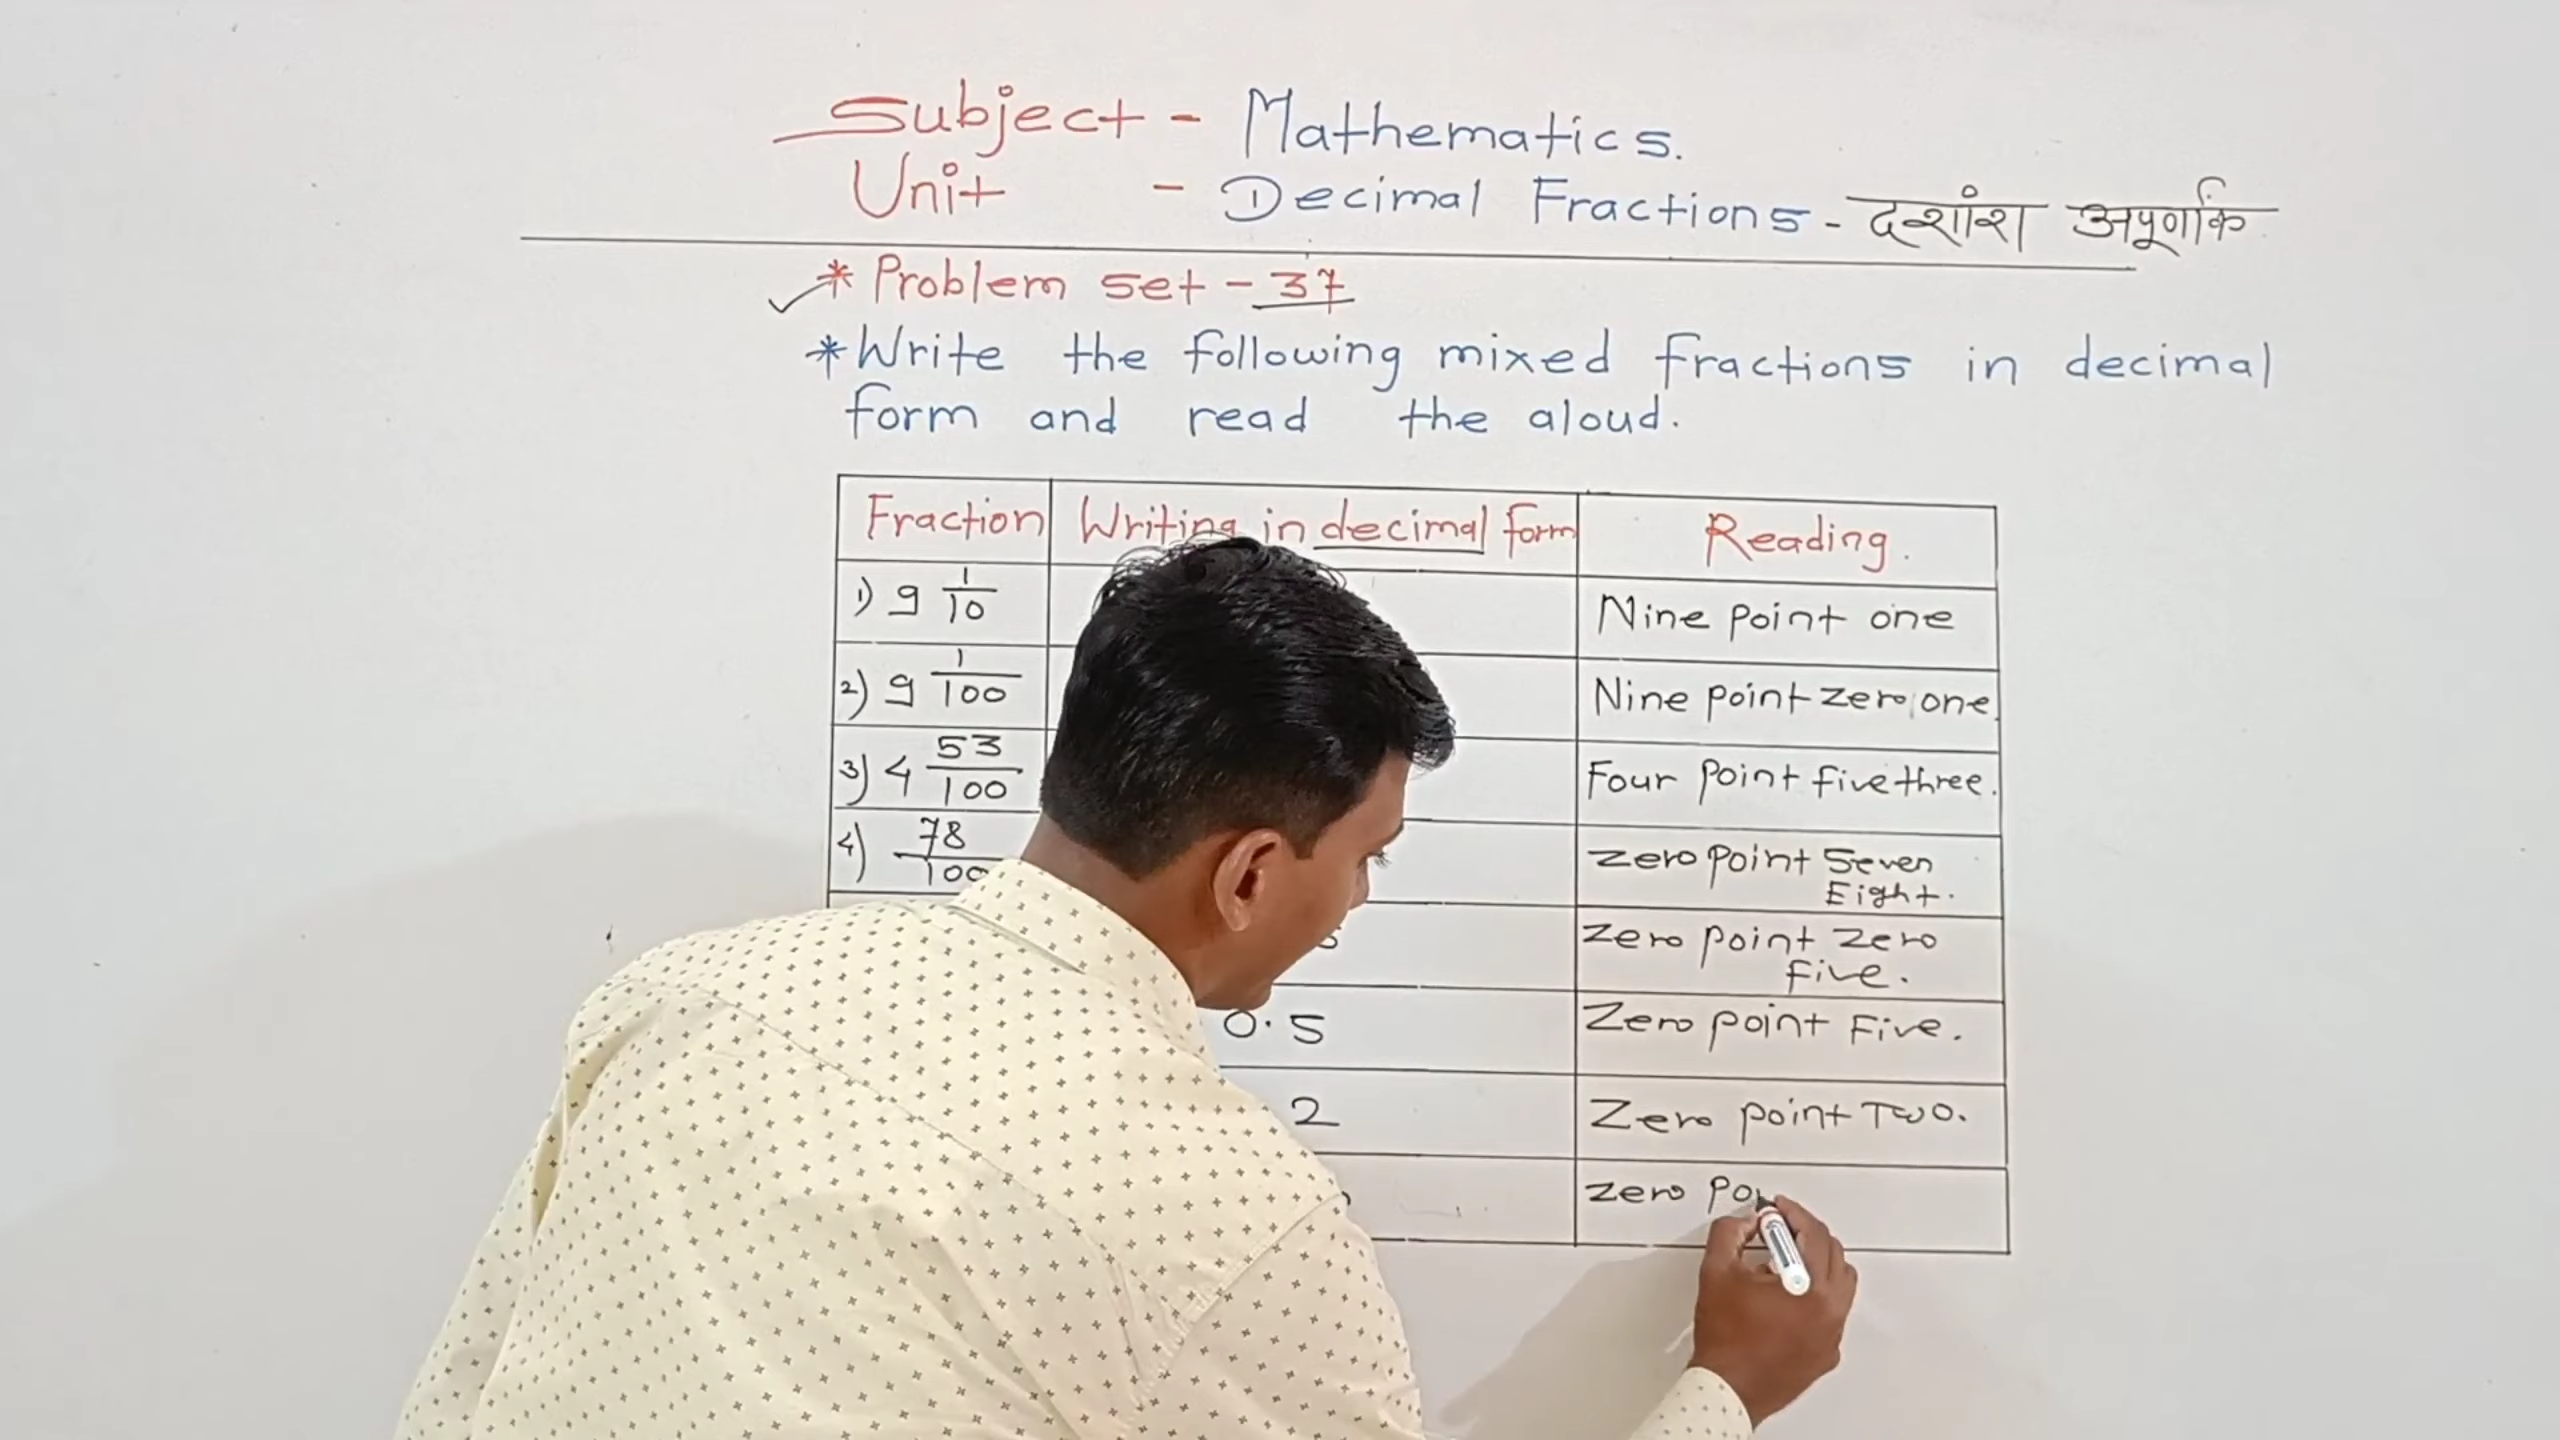 Subject - Mathematics.
Unit - Decimal Fractions - दशांश अपूर्णांक
* Problem set - 37
* Write the following mixed fractions in decimal
form and read the aloud.
Fraction Writing in decimal form Reading.
1) 9 1/10 Nine point one
2) 9 1/100 Nine point zero one.
3) 4 53/100 Four point five three.
4) 78/100 zero point Seven
Eight.
5 zero point zero
five.
0.5 Zero point Five.
2 Zero point Two.
zero